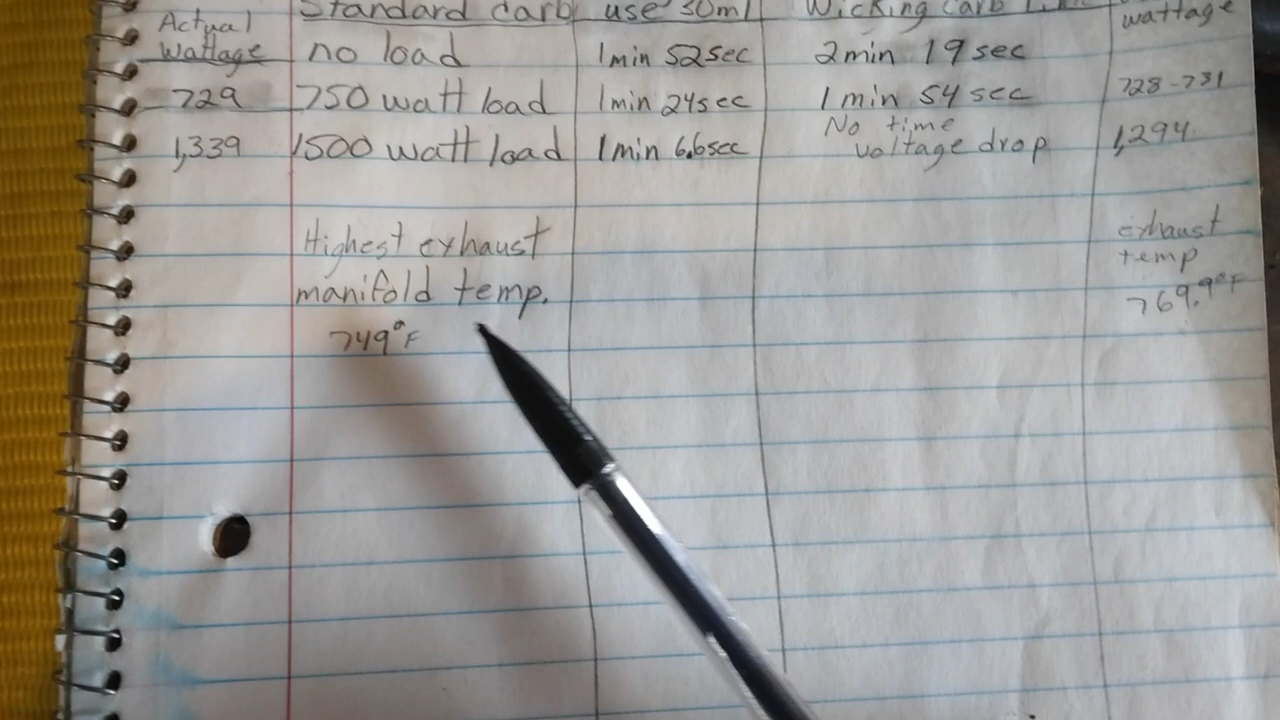 Actual Standard carb use 30ml Wicking Carb wattage
Wattage no load 1min 52sec 2min 19sec
729 750 watt load 1min 24sec 1min 54sec 728-731
1,339 1500 watt load 1min 6.6sec No time voltage drop 1,294
Highest exhaust
manifold temp.
749°F
exhaust
temp
769.9°F